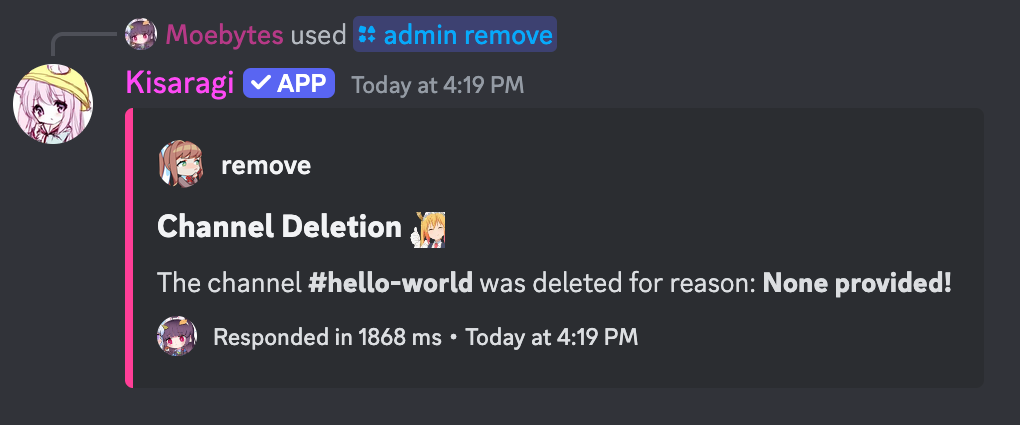 Moebytes used admin remove
Kisaragi APP Today at 4:19 PM
remove
Channel Deletion
The channel #hello-world was deleted for reason: None provided!
Responded in 1868 ms • Today at 4:19 PM